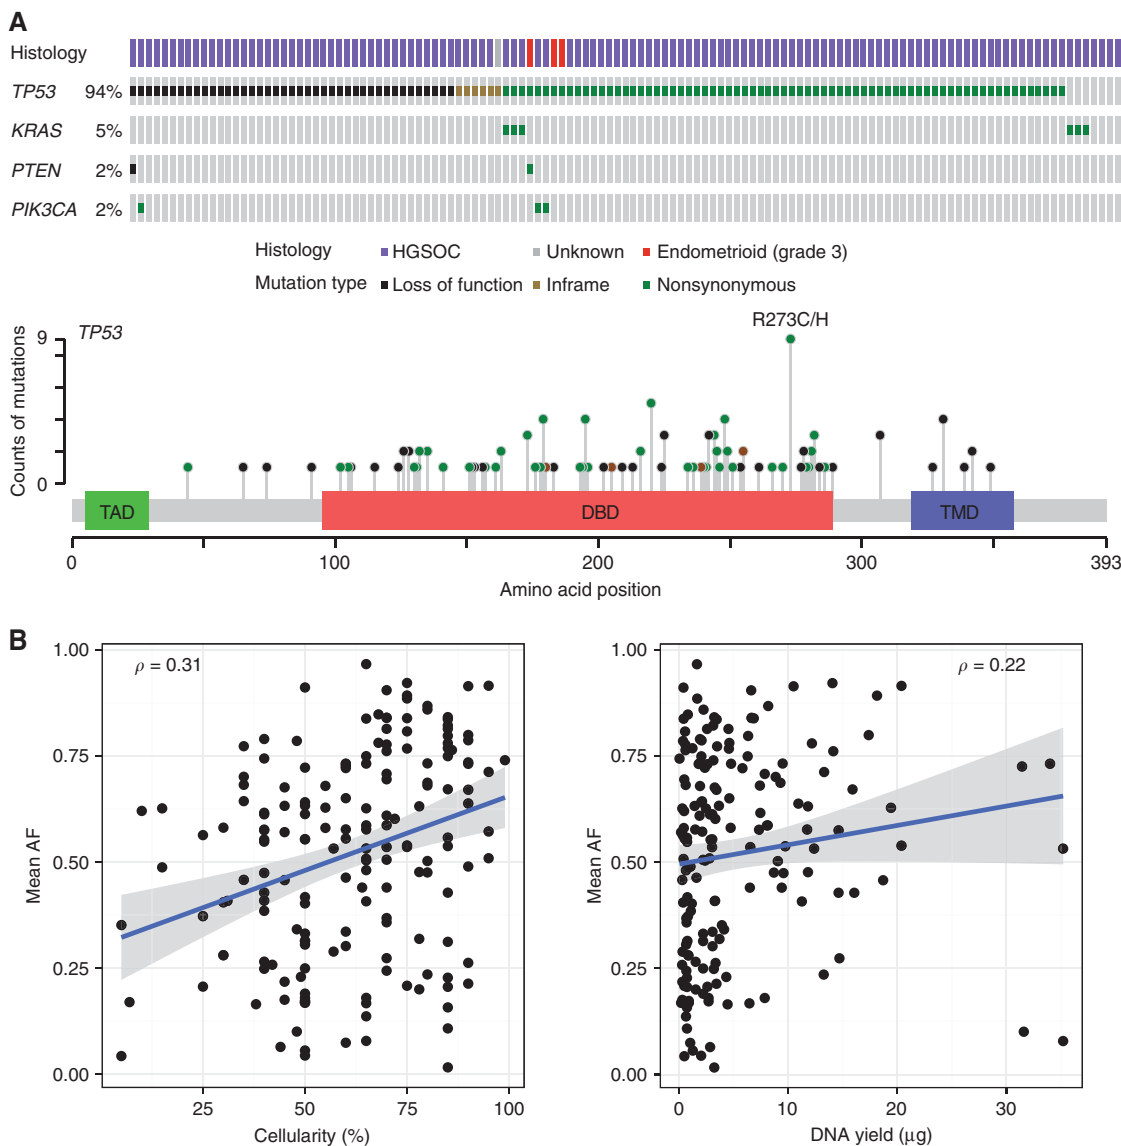 A
Histology
TP53 94%
KRAS 5%
PTEN 2%
PIK3CA 2%
Histology HGSOC Unknown Endometrioid (grade 3)
Mutation type Loss of function Inframe Nonsynonymous
R273C/H
9 TP53
Counts of mutations
0
TAD DBD TMD
0 100 200 300 393
Amino acid position
B
1.00 ρ = 0.31
0.75
0.50
0.25
0.00
Mean AF
25 50 75 100
Cellularity (%)
1.00 ρ = 0.22
0.75
0.50
0.25
0.00
Mean AF
0 10 20 30
DNA yield (μg)